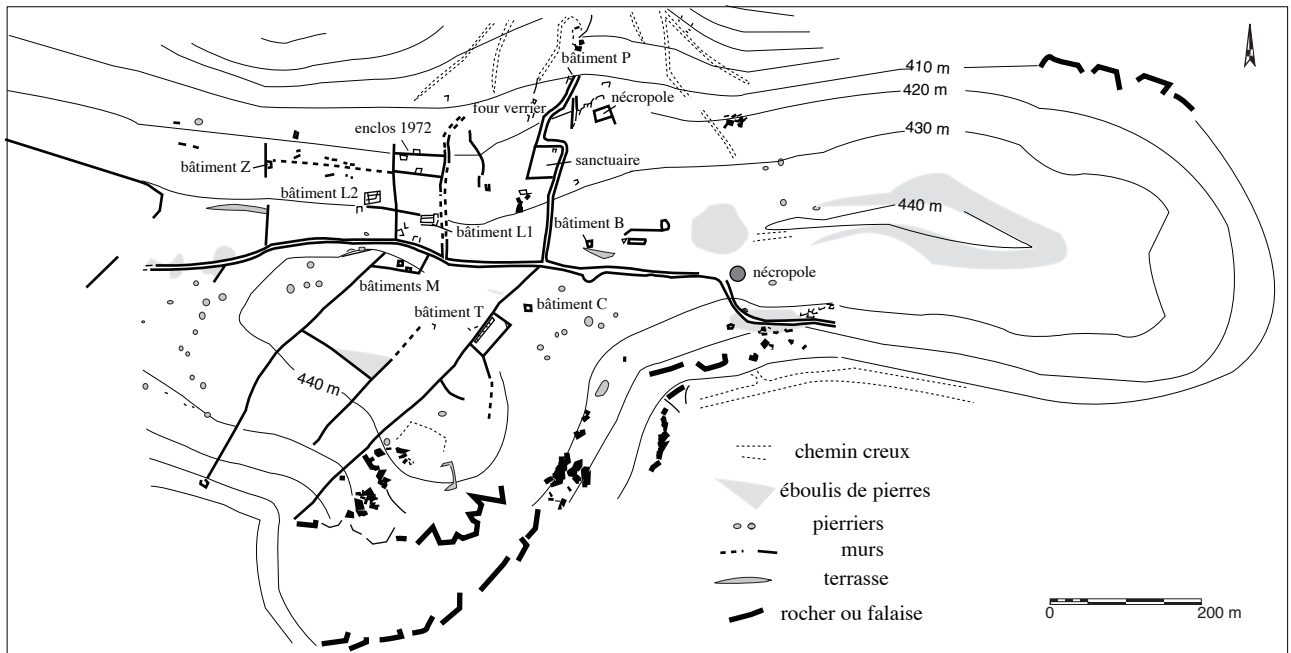 bâtiment P
410 m
420 m
nécropole
four verrier
enclos 1972
430 m
bâtiment Z
sanctuaire
bâtiment L2
440 m
bâtiment L1
bâtiment B
nécropole
bâtiments M
bâtiment T
bâtiment C
440 m
chemin creux
éboulis de pierres
pierriers
murs
terrasse
rocher ou falaise
0
200 m